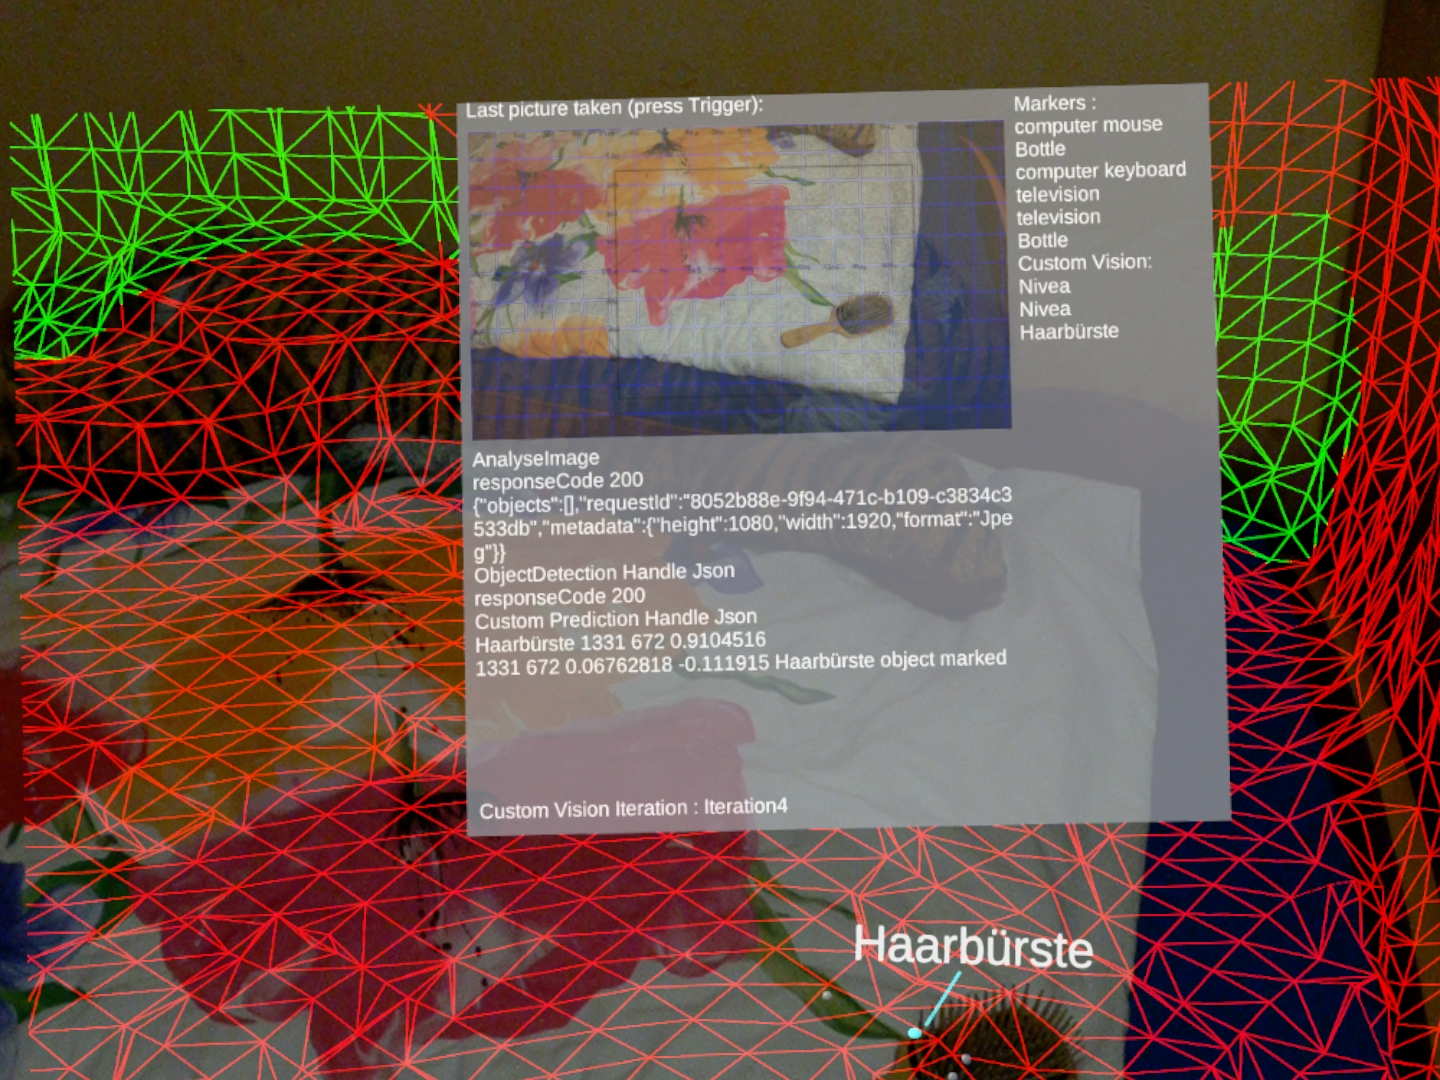 Last picture taken (press Trigger):
AnalyseImage
responseCode 200
{"objects":[],"requestId":"8052b88e-9f94-471c-b109-c3834c3
533db","metadata":{"height":1080,"width":1920,"format":"Jpe
g"}}
ObjectDetection Handle Json
responseCode 200
Custom Prediction Handle Json
Haarbürste 1331 672 0.9104516
1331 672 0.06762818 -0.111915 Haarbürste object marked
Custom Vision Iteration : Iteration4
Markers :
computer mouse
Bottle
computer keyboard
television
television
Bottle
Custom Vision:
Nivea
Nivea
Haarbürste
Haarbürste